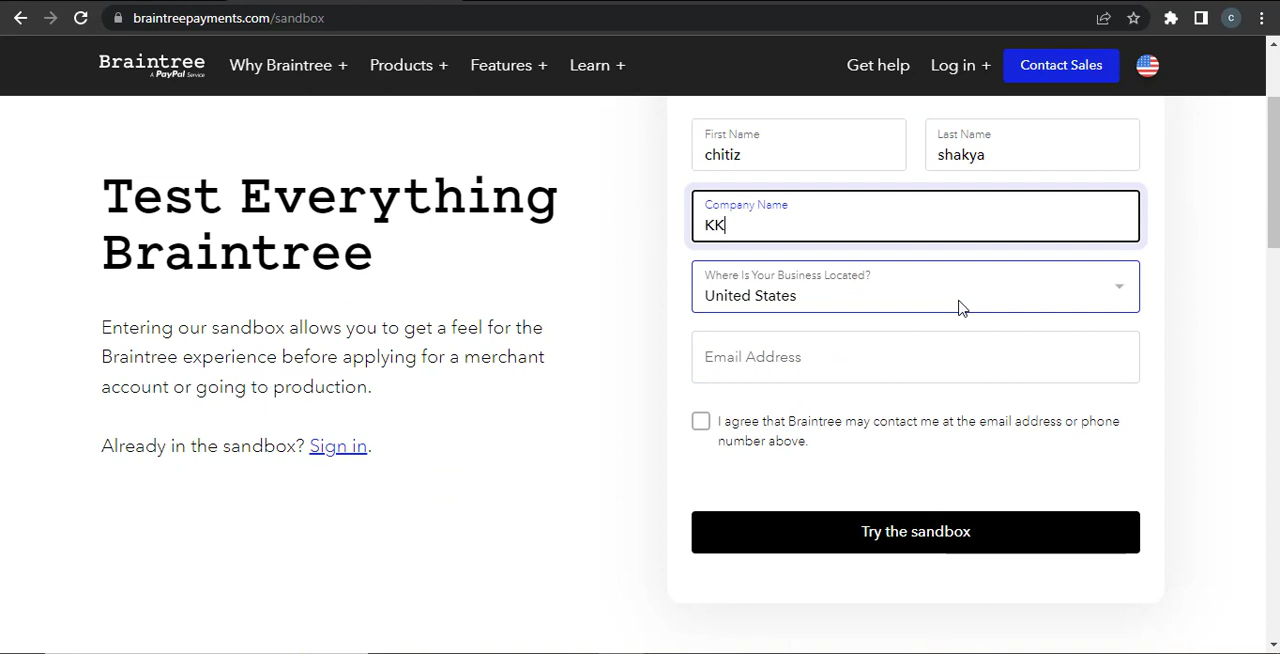 braintreepayments.com/sandbox
C
Braintree
A PayPal Service
Why Braintree +
Products +
Features +
Learn +
Get help
Log in +
Contact Sales
First Name
chitiz
Last Name
shakya
Test Everything
Braintree
Company Name
KK
Where Is Your Business Located?
United States
Entering our sandbox allows you to get a feel for the
Braintree experience before applying for a merchant
account or going to production.
Email Address
I agree that Braintree may contact me at the email address or phone
number above.
Already in the sandbox? Sign in.
Try the sandbox